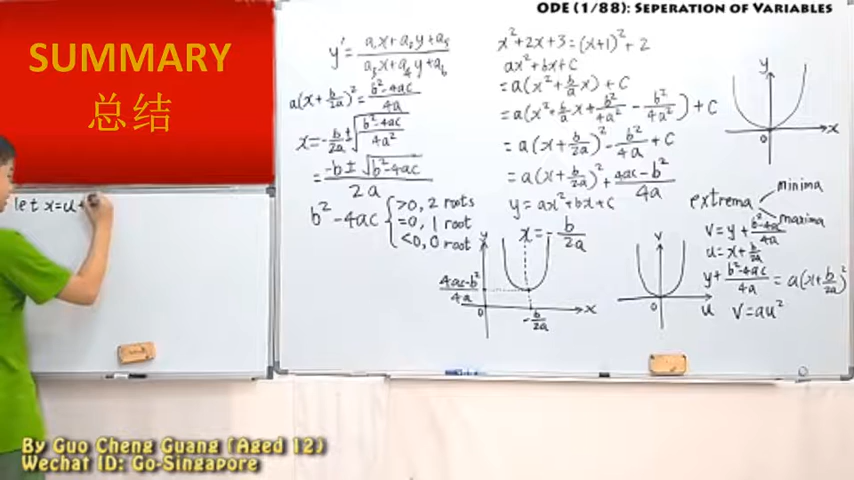 ODE (1/88): SEPERATION OF VARIABLES
SUMMARY
总结
let x=u+
y' = (a₁x+a₂y+a₅)/(a₃x+a₄y+a₆)
a(x+b/2a)² = (b²-4ac)/4a
x=-b/2a ± √((b²-4ac)/4a²)
= (-b ± √(b²-4ac))/2a
b²-4ac { >0, 2 roots
=0, 1 root
<0, 0 root
x²+2x+3=(x+1)²+2
ax²+bx+c
=a(x²+b/a x)+c
=a(x²+b/a x+b²/4a²-b²/4a²)+c
=a(x+b/2a)²-b²/4a+c
=a(x+b/2a)²+(4ac-b²)/4a
y=ax²+bx+c
x=-b/2a
y
(4ac-b²)/4a
0
-b/2a
x
y
0
x
extrema
minima
maxima
v=y+(b²-4ac)/4a
u=x+b/2a
y+(b²-4ac)/4a=a(x+b/2a)²
v=au²
v
0
u
By Guo Cheng Guang (Aged 12)
Wechat ID: Go-Singapore